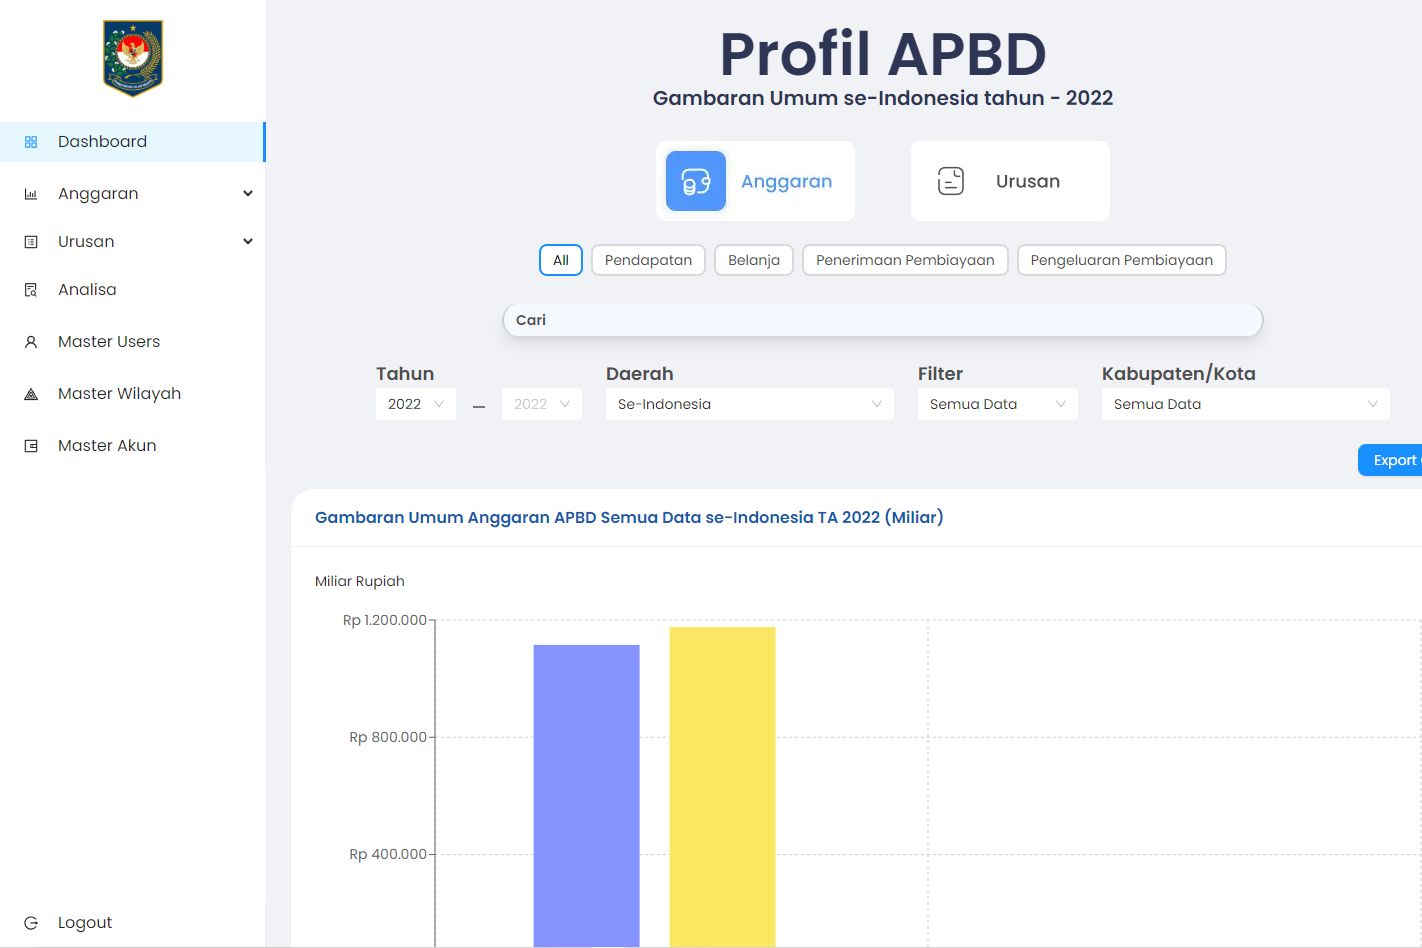 Dashboard
Anggaran
Urusan
Analisa
Master Users
Master Wilayah
Master Akun
Logout
Profil APBD
Gambaran Umum se-Indonesia tahun - 2022
Anggaran
Urusan
All Pendapatan Belanja Penerimaan Pembiayaan Pengeluaran Pembiayaan
Cari
Tahun Daerah Filter Kabupaten/Kota
2022 — 2022 Se-Indonesia Semua Data Semua Data
Export
Gambaran Umum Anggaran APBD Semua Data se-Indonesia TA 2022 (Miliar)
Miliar Rupiah
Rp 1.200.000
Rp 800.000
Rp 400.000